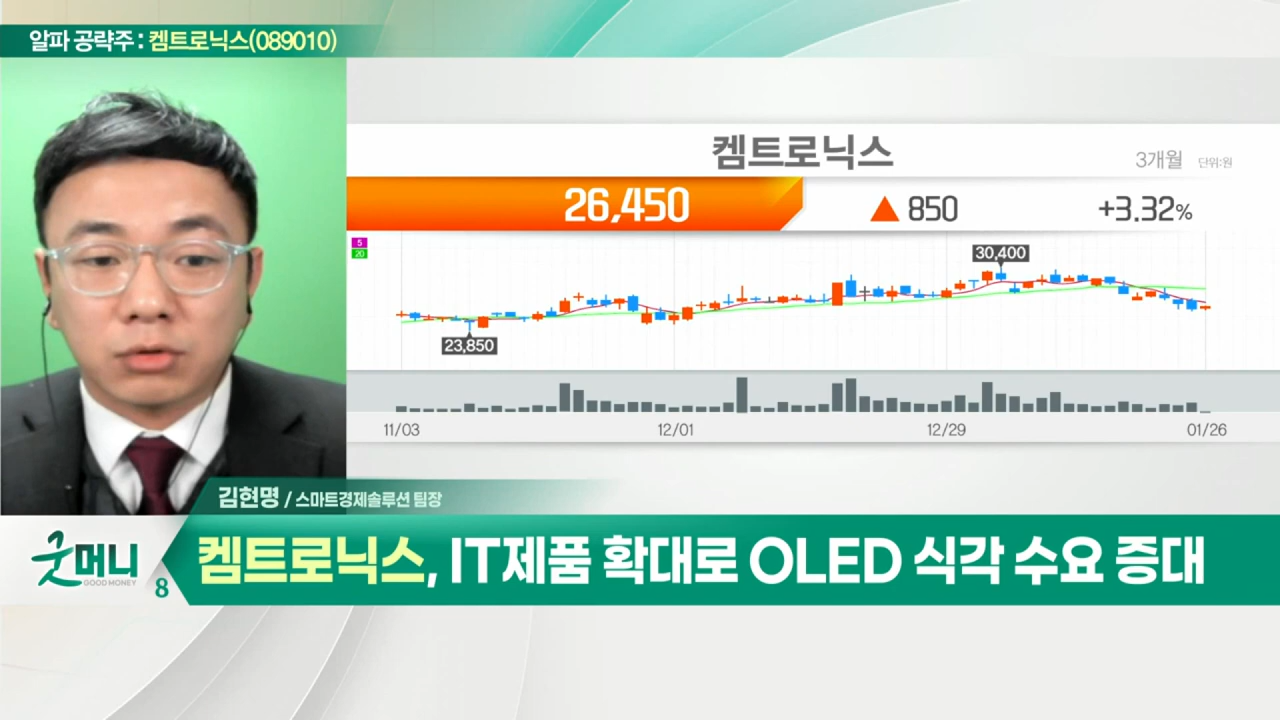 알파 공략주 : 켐트로닉스(089010)
켐트로닉스
3개월 단위:원
26,450 ▲ 850 +3.32%
5
20
30,400
23,850
11/03 12/01 12/29 01/26
김현명 / 스마트경제솔루션 팀장
굿머니
GOOD MONEY
8
켐트로닉스, IT제품 확대로 OLED 식각 수요 증대